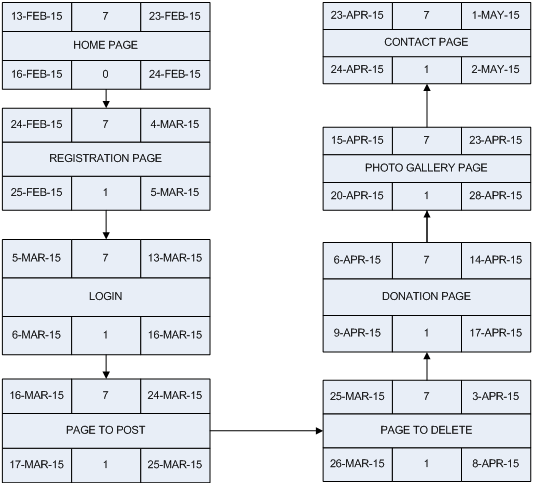 13-FEB-15 7 23-FEB-15
HOME PAGE
16-FEB-15 0 24-FEB-15
24-FEB-15 7 4-MAR-15
REGISTRATION PAGE
25-FEB-15 1 5-MAR-15
5-MAR-15 7 13-MAR-15
LOGIN
6-MAR-15 1 16-MAR-15
16-MAR-15 7 24-MAR-15
PAGE TO POST
17-MAR-15 1 25-MAR-15
25-MAR-15 7 3-APR-15
PAGE TO DELETE
26-MAR-15 1 8-APR-15
6-APR-15 7 14-APR-15
DONATION PAGE
9-APR-15 1 17-APR-15
15-APR-15 7 23-APR-15
PHOTO GALLERY PAGE
20-APR-15 1 28-APR-15
23-APR-15 7 1-MAY-15
CONTACT PAGE
24-APR-15 1 2-MAY-15